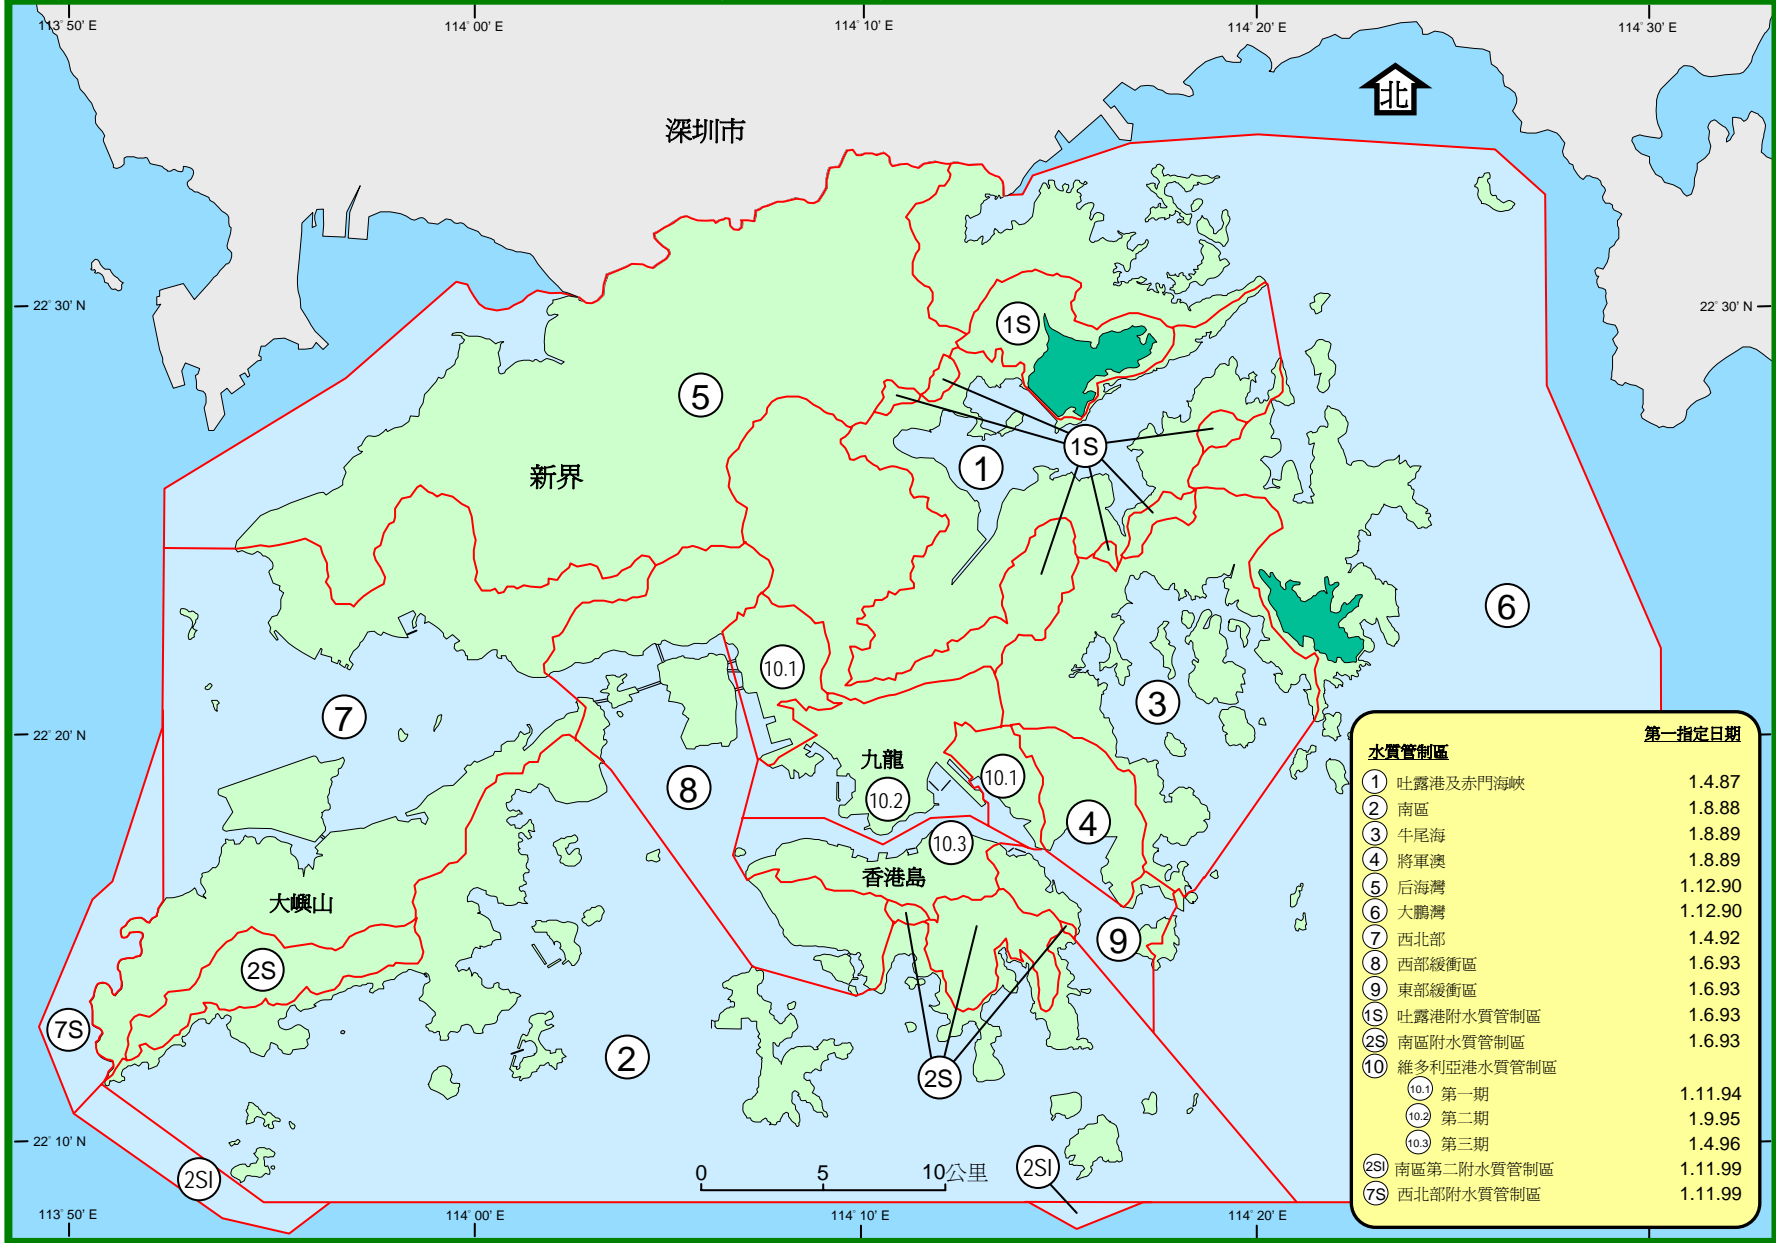 113° 50' E
114° 00' E
114° 10' E
114° 20' E
114° 30' E
北
深圳市
22° 30' N
22° 30' N
1S
5
1S
1
新界
6
10.1
3
7
22° 20' N
九龍
10.1
8
10.2
4
10.3
香港島
大嶼山
9
2S
7S
2
2S
22° 10' N
2SI
2SI
0 5 10公里
113° 50' E
114° 00' E
114° 10' E
114° 20' E
第一指定日期
水質管制區
1 吐露港及赤門海峽 1.4.87
2 南區 1.8.88
3 牛尾海 1.8.89
4 將軍澳 1.8.89
5 后海灣 1.12.90
6 大鵬灣 1.12.90
7 西北部 1.4.92
8 西部緩衝區 1.6.93
9 東部緩衝區 1.6.93
1S 吐露港附水質管制區 1.6.93
2S 南區附水質管制區 1.6.93
10 維多利亞港水質管制區
10.1 第一期 1.11.94
10.2 第二期 1.9.95
10.3 第三期 1.4.96
2SI 南區第二附水質管制區 1.11.99
7S 西北部附水質管制區 1.11.99